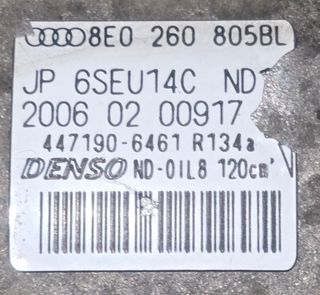 8E0 260 805BL
JP 6SEU14C ND
2006 02 00917
447190-6461 R134a
DENSO ND-OIL8 120cm³